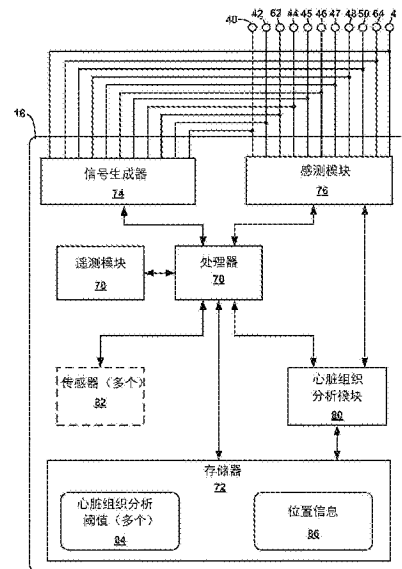 40 42 62 44 45 46 47 48 50 64 4
16
信号生成器
74
感测模块
76
遥测模块
78
处理器
70
传感器（多个）
82
心脏组织
分析模块
80
存储器
72
心脏组织分析
阈值（多个）
84
位置信息
86